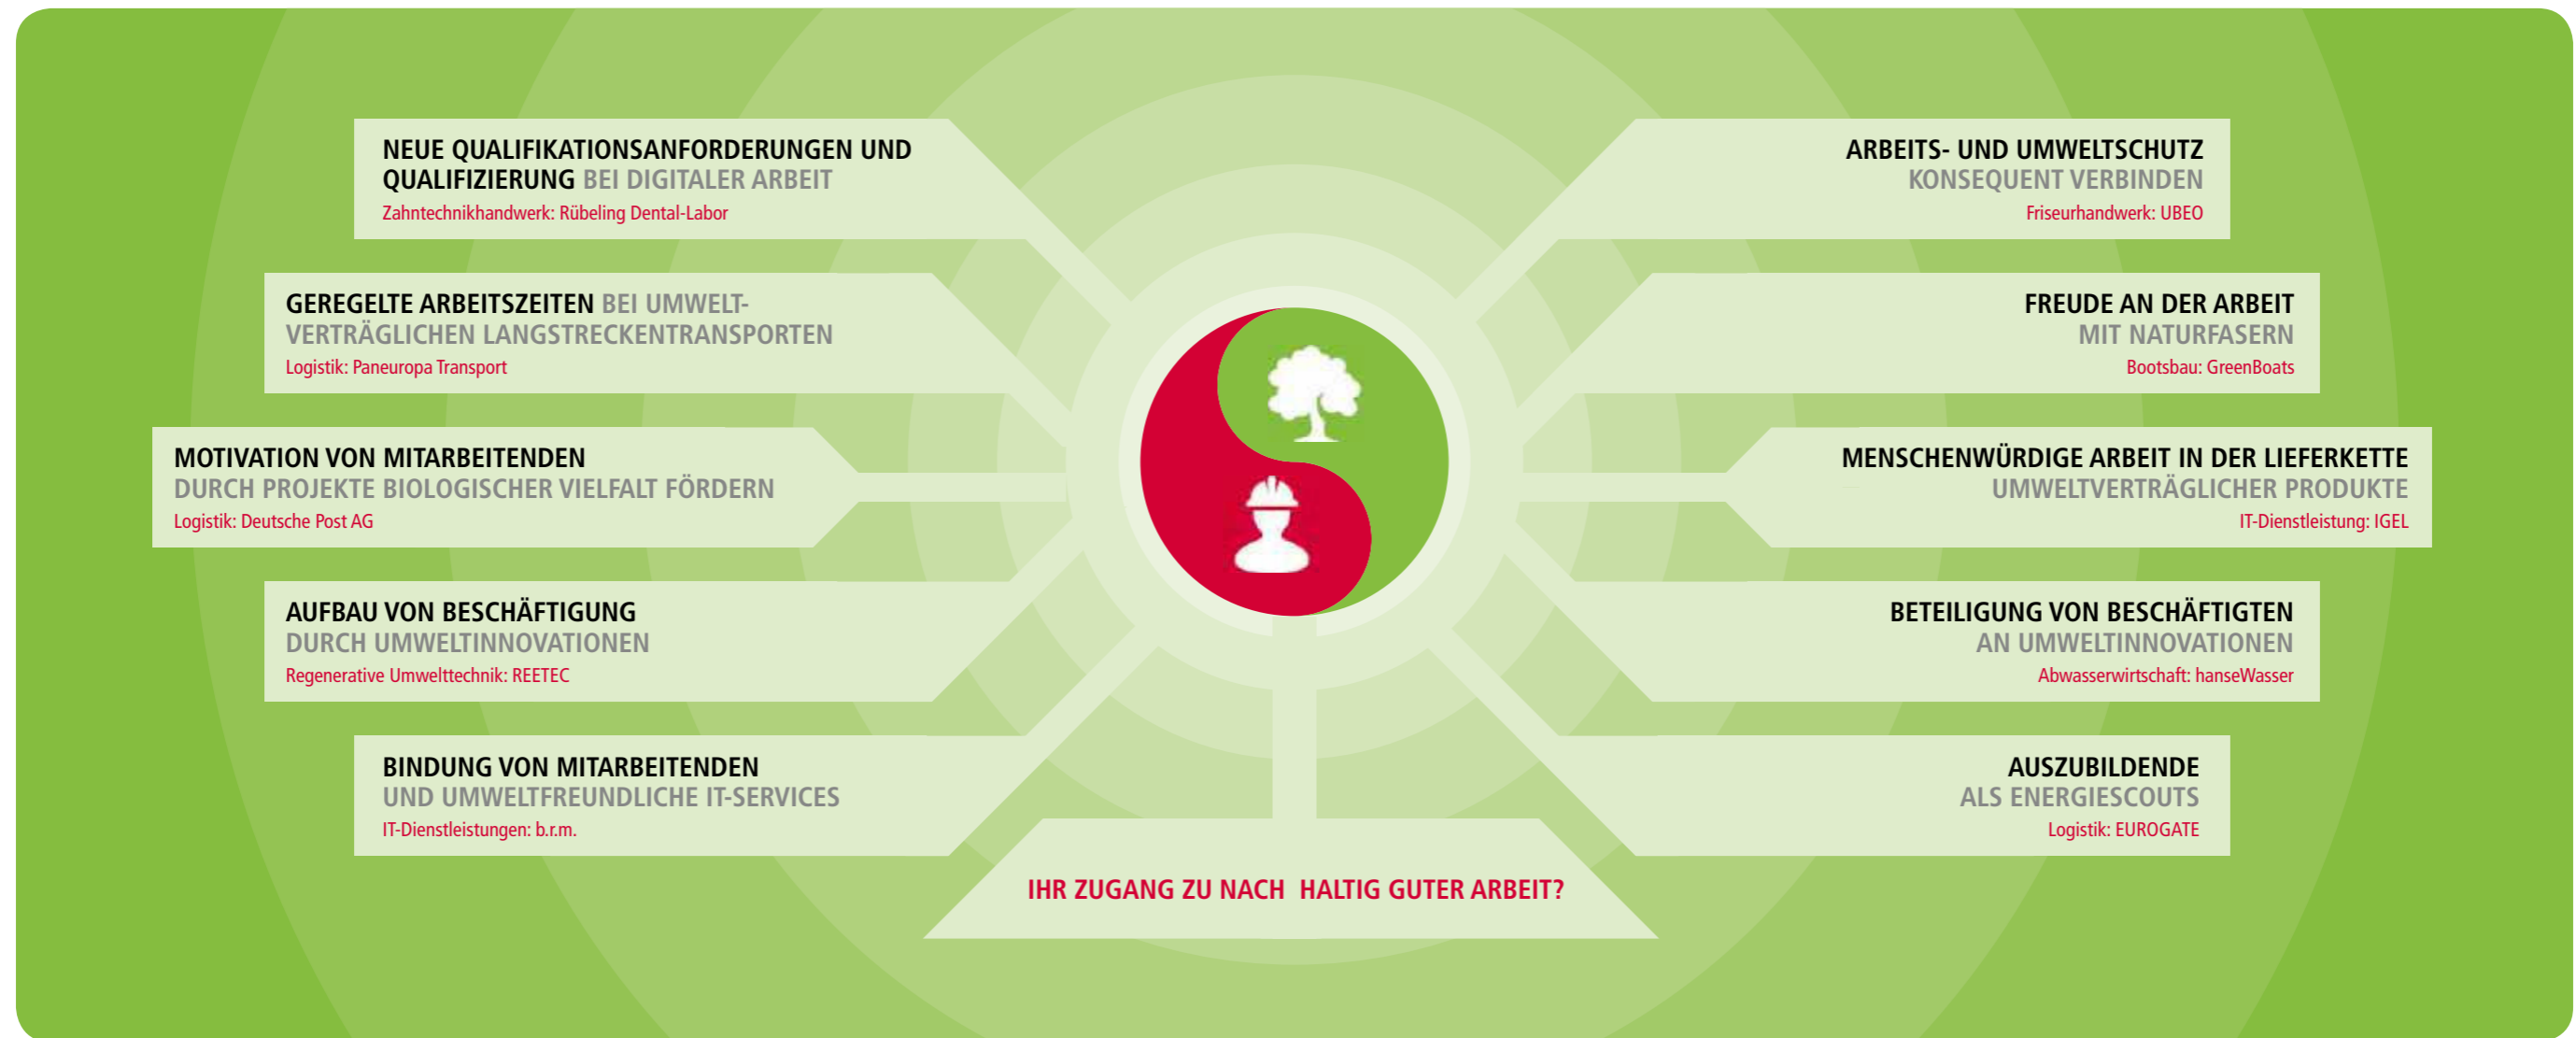 NEUE QUALIFIKATIONSANFORDERUNGEN UND
QUALIFIZIERUNG BEI DIGITALER ARBEIT
Zahntechnikhandwerk: Rübeling Dental-Labor
GEREGELTE ARBEITSZEITEN BEI UMWELT-
VERTRÄGLICHEN LANGSTRECKENTRANSPORTEN
Logistik: Paneuropa Transport
MOTIVATION VON MITARBEITENDEN
DURCH PROJEKTE BIOLOGISCHER VIELFALT FÖRDERN
Logistik: Deutsche Post AG
AUFBAU VON BESCHÄFTIGUNG
DURCH UMWELTINNOVATIONEN
Regenerative Umwelttechnik: REETEC
BINDUNG VON MITARBEITENDEN
UND UMWELTFREUNDLICHE IT-SERVICES
IT-Dienstleistungen: b.r.m.
ARBEITS- UND UMWELTSCHUTZ
KONSEQUENT VERBINDEN
Friseurhandwerk: UBEO
FREUDE AN DER ARBEIT
MIT NATURFASERN
Bootsbau: GreenBoats
MENSCHENWÜRDIGE ARBEIT IN DER LIEFERKETTE
UMWELTVERTRÄGLICHER PRODUKTE
IT-Dienstleistung: IGEL
BETEILIGUNG VON BESCHÄFTIGTEN
AN UMWELTINNOVATIONEN
Abwasserwirtschaft: hanseWasser
AUSZUBILDENDE
ALS ENERGIESCOUTS
Logistik: EUROGATE
IHR ZUGANG ZU NACH HALTIG GUTER ARBEIT?